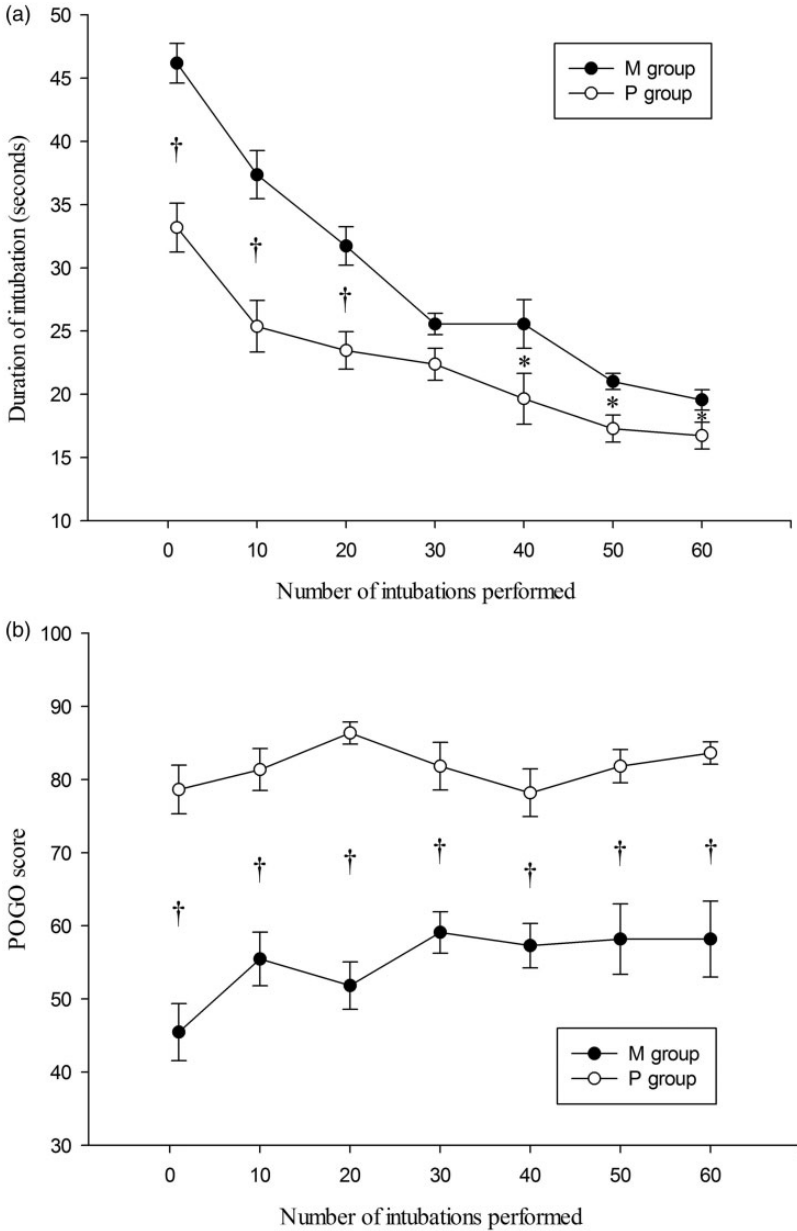 (a)
50
45
40
35
30
25
20
15
10
Duration of intubation (seconds)
M group
P group
†
†
†
*
*
*
0 10 20 30 40 50 60
Number of intubations performed
(b)
100
90
80
70
60
50
40
30
POGO score
† † † † † † †
M group
P group
0 10 20 30 40 50 60
Number of intubations performed